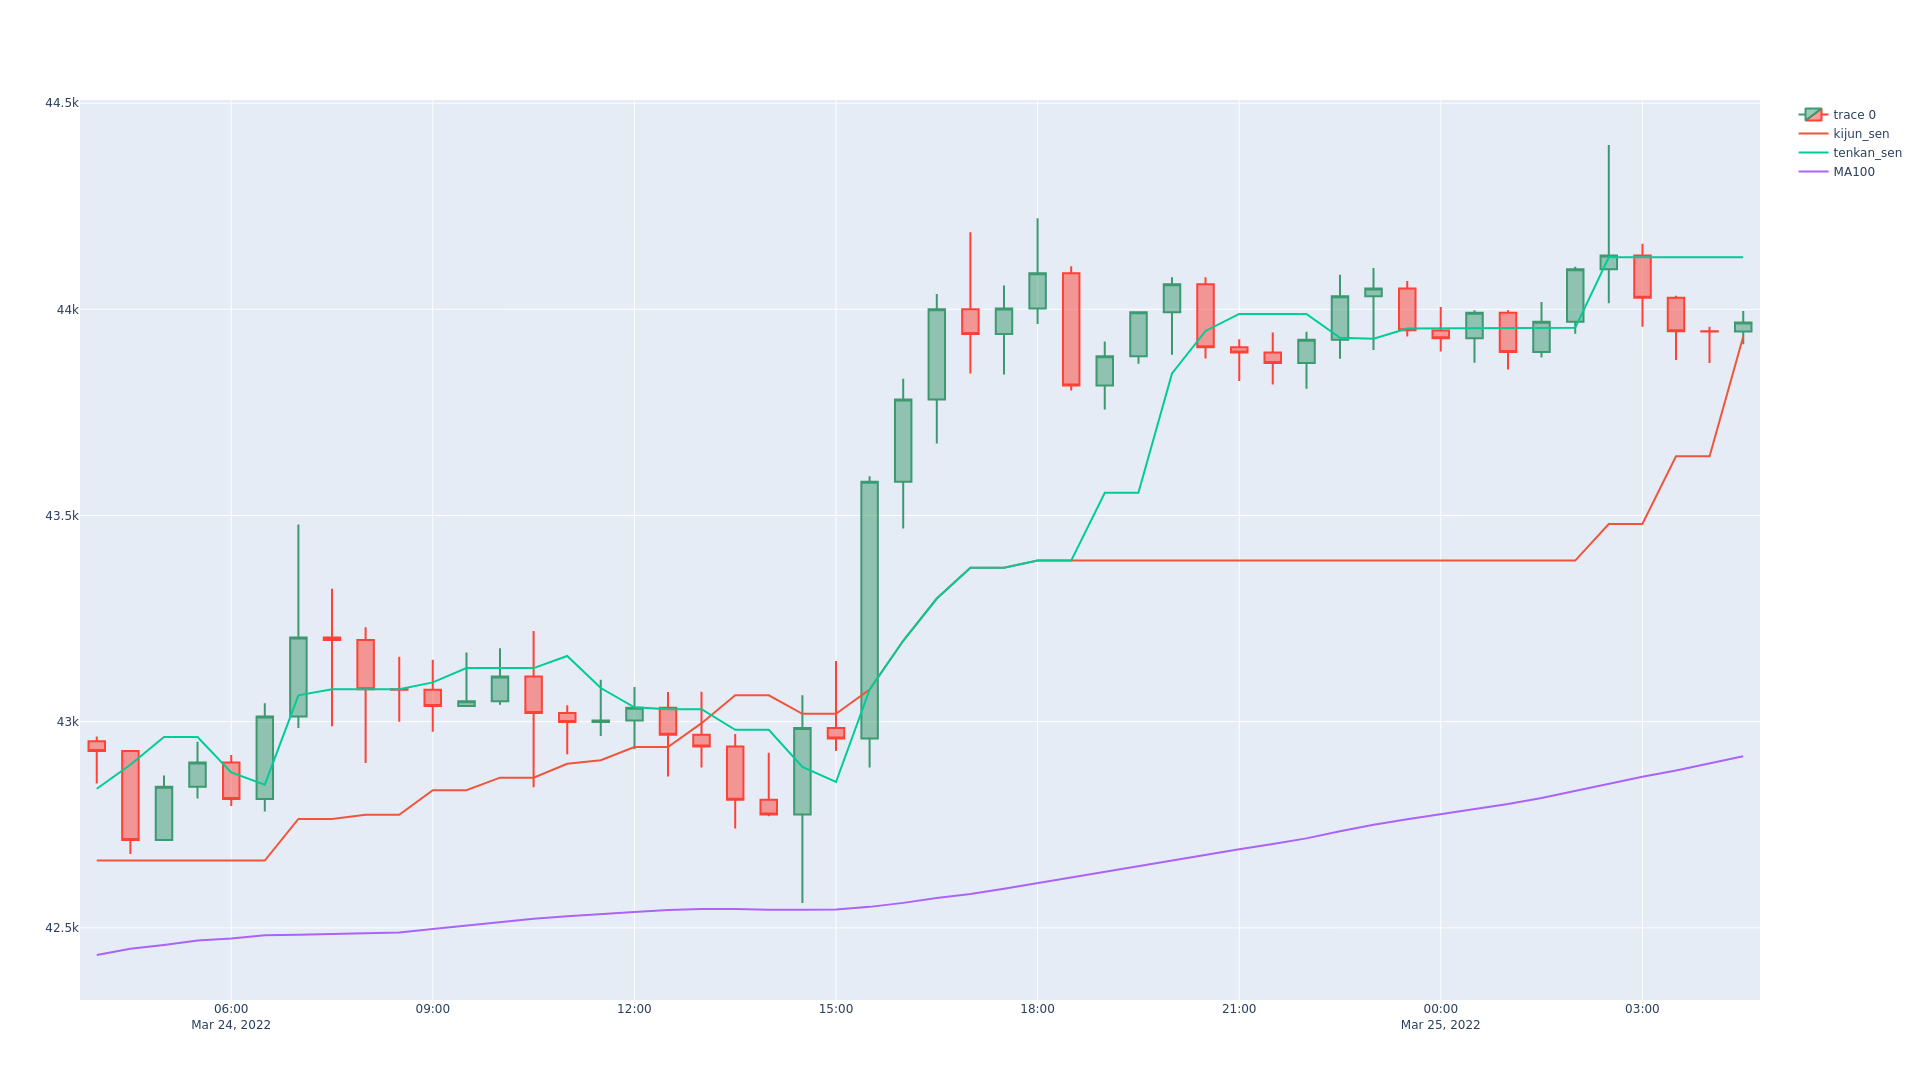 44.5k
44k
43.5k
43k
42.5k
06:00
Mar 24, 2022
09:00
12:00
15:00
18:00
21:00
00:00
Mar 25, 2022
03:00
trace 0
kijun_sen
tenkan_sen
MA100